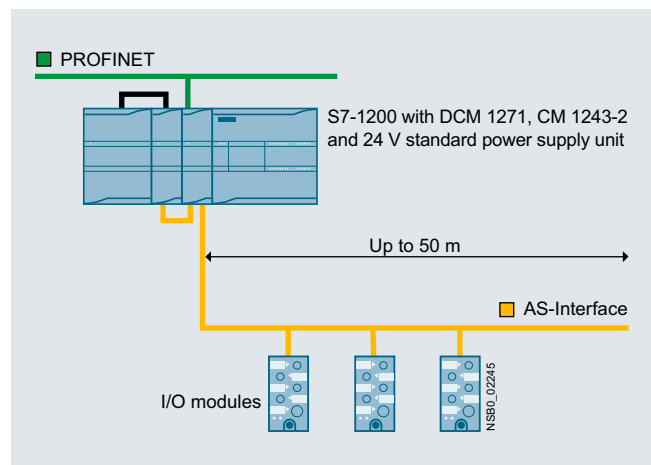 PROFINET
S7-1200 with DCM 1271, CM 1243-2
and 24 V standard power supply unit
Up to 50 m
AS-Interface
I/O modules
NSB0_02245